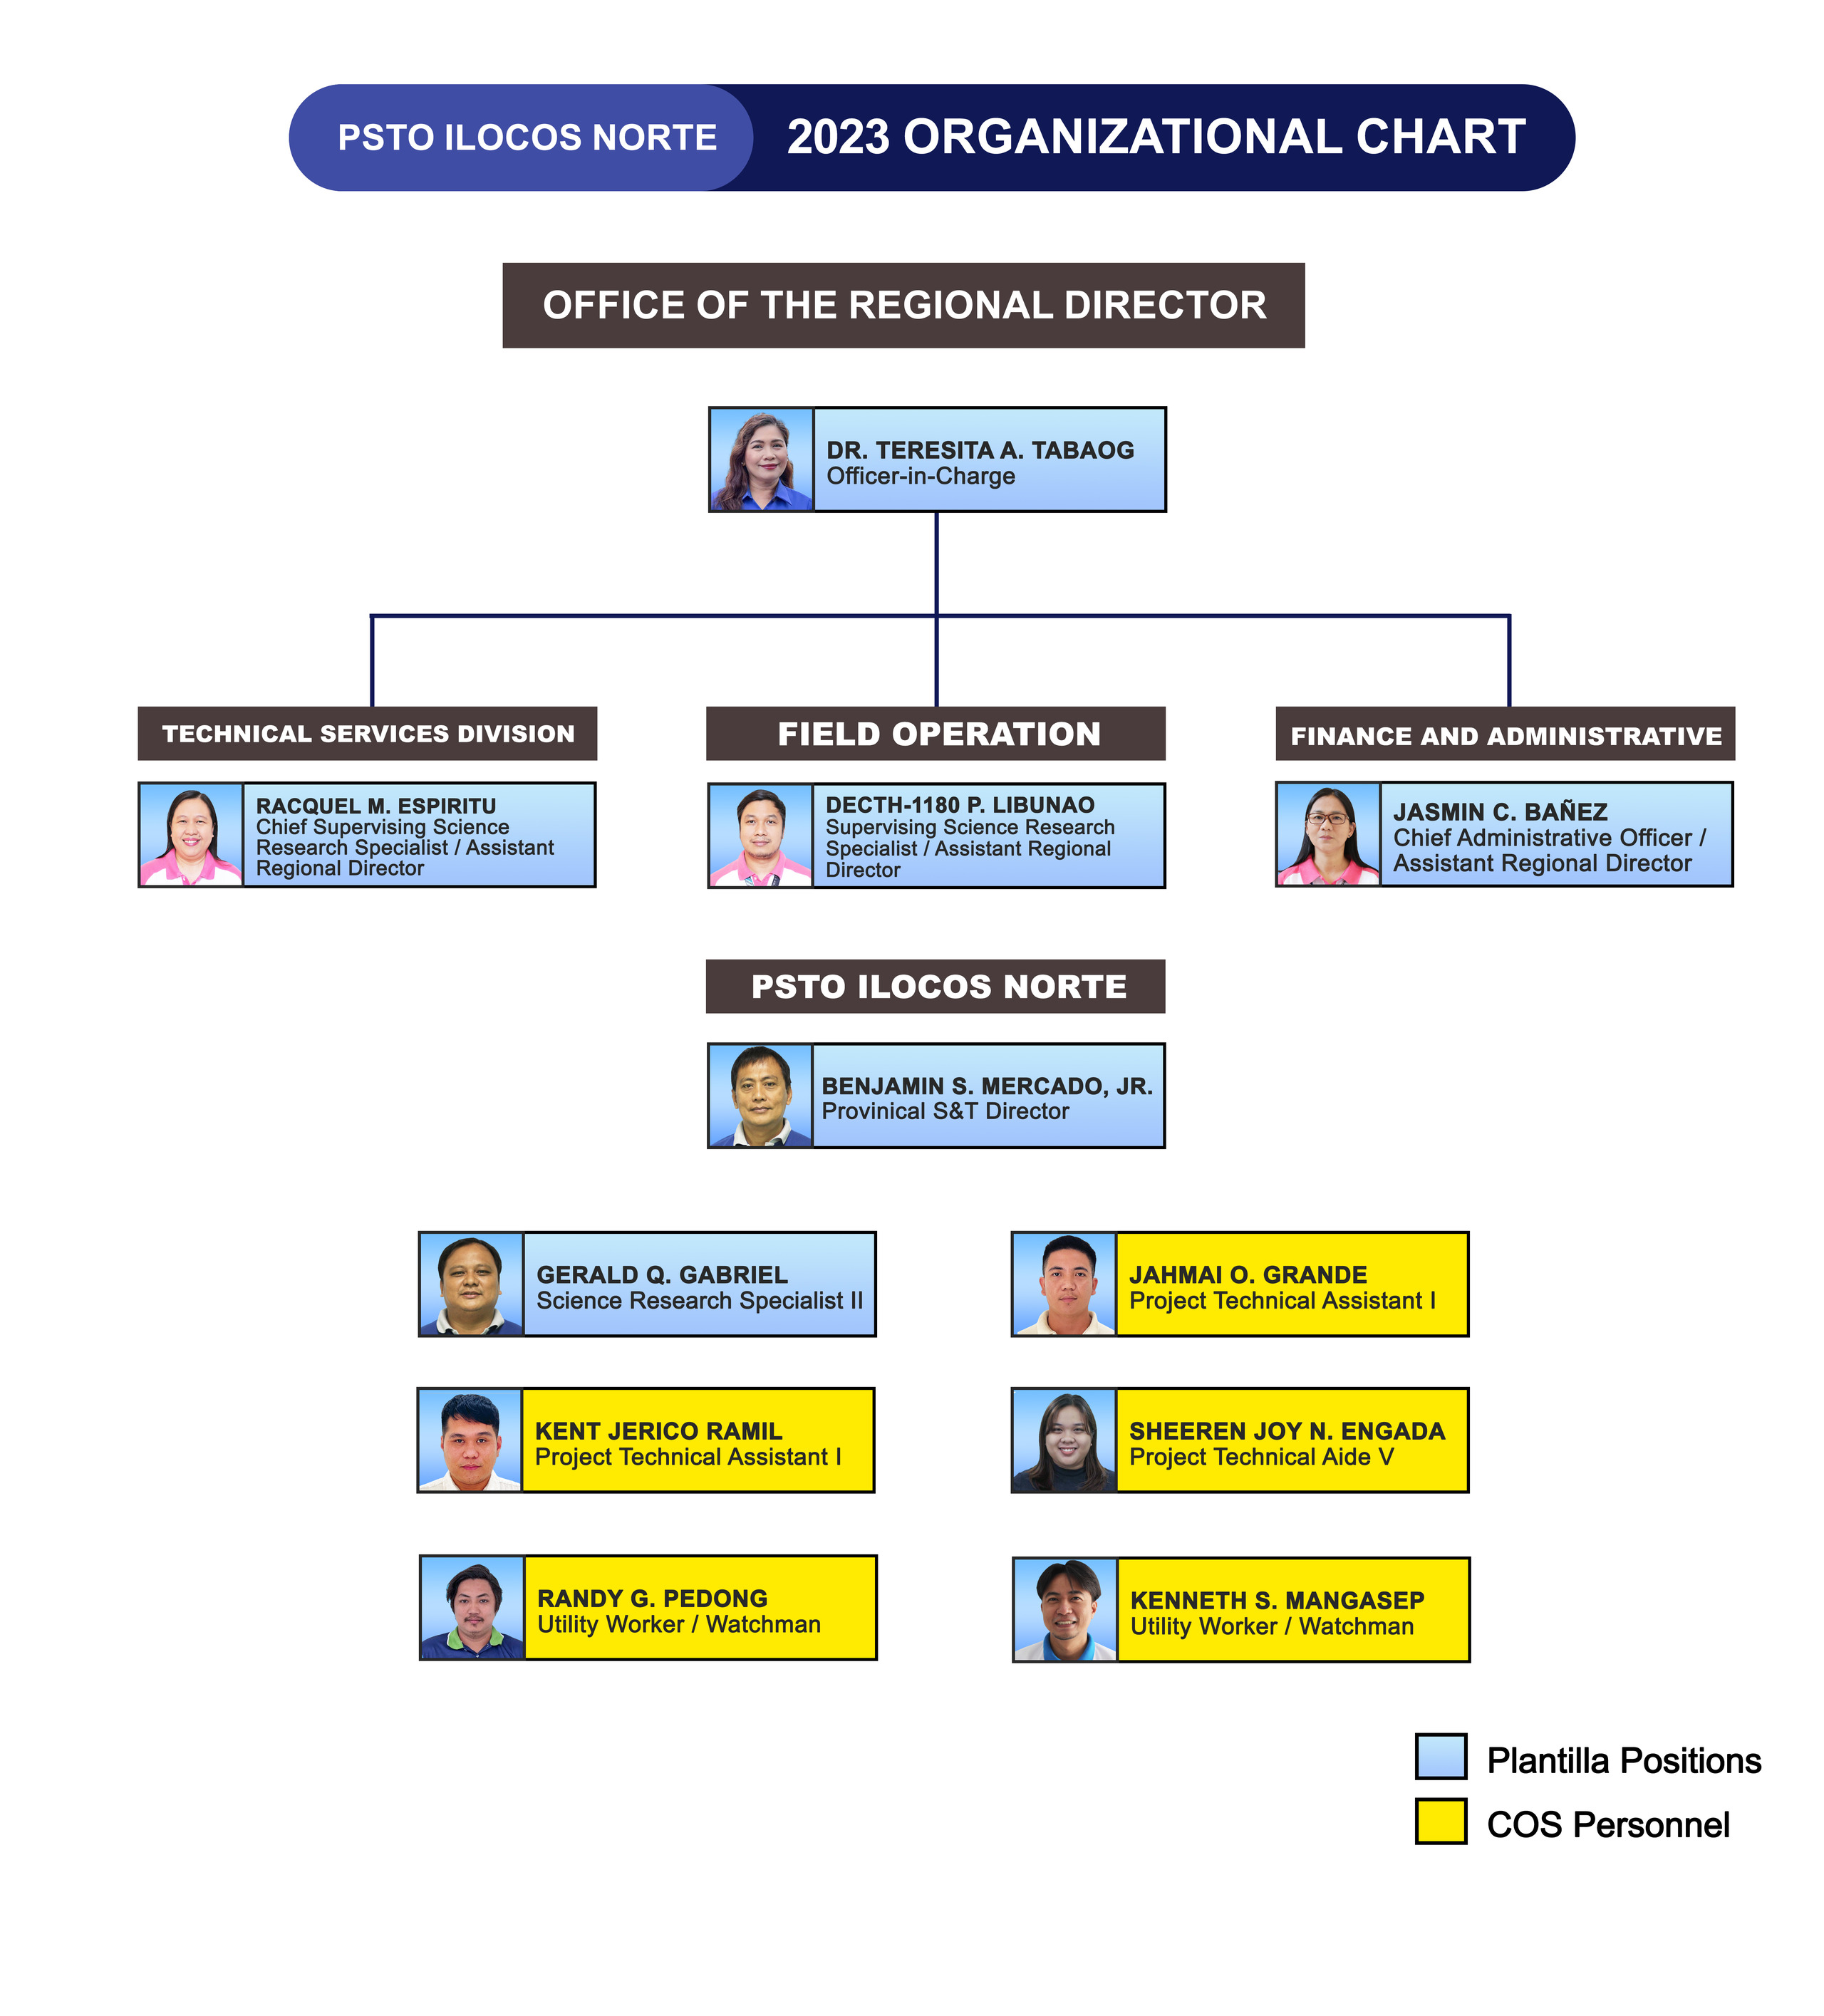 PSTO ILOCOS NORTE
2023 ORGANIZATIONAL CHART
OFFICE OF THE REGIONAL DIRECTOR
DR. TERESITA A. TABAOG
Officer-in-Charge
TECHNICAL SERVICES DIVISION
RACQUEL M. ESPIRITU
Chief Supervising Science
Research Specialist / Assistant
Regional Director
FIELD OPERATION
DECTH-1180 P. LIBUNAO
Supervising Science Research
Specialist / Assistant Regional
Director
FINANCE AND ADMINISTRATIVE
JASMIN C. BAÑEZ
Chief Administrative Officer /
Assistant Regional Director
PSTO ILOCOS NORTE
BENJAMIN S. MERCADO, JR.
Provinical S&T Director
GERALD Q. GABRIEL
Science Research Specialist II
JAHMAI O. GRANDE
Project Technical Assistant I
KENT JERICO RAMIL
Project Technical Assistant I
SHEEREN JOY N. ENGADA
Project Technical Aide V
RANDY G. PEDONG
Utility Worker / Watchman
KENNETH S. MANGASEP
Utility Worker / Watchman
Plantilla Positions
COS Personnel